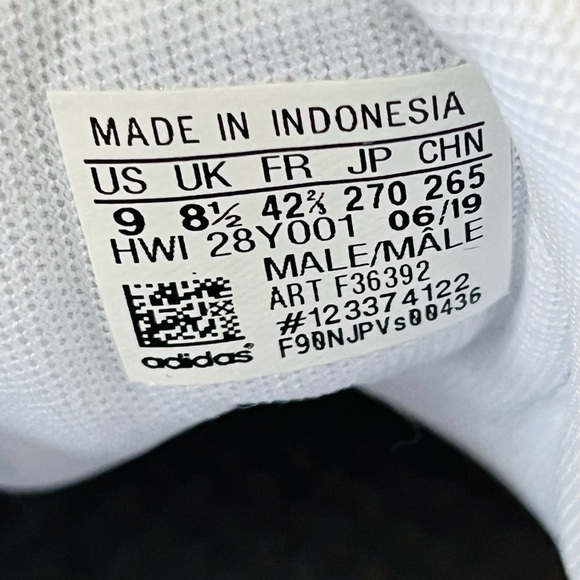 MADE IN INDONESIA
US UK FR JP CHN
9 8½ 42⅔ 270 265
HWI 28Y001 06/19
MALE/MÂLE
ART F36392
#123374122
F90NJPVs00436
adidas